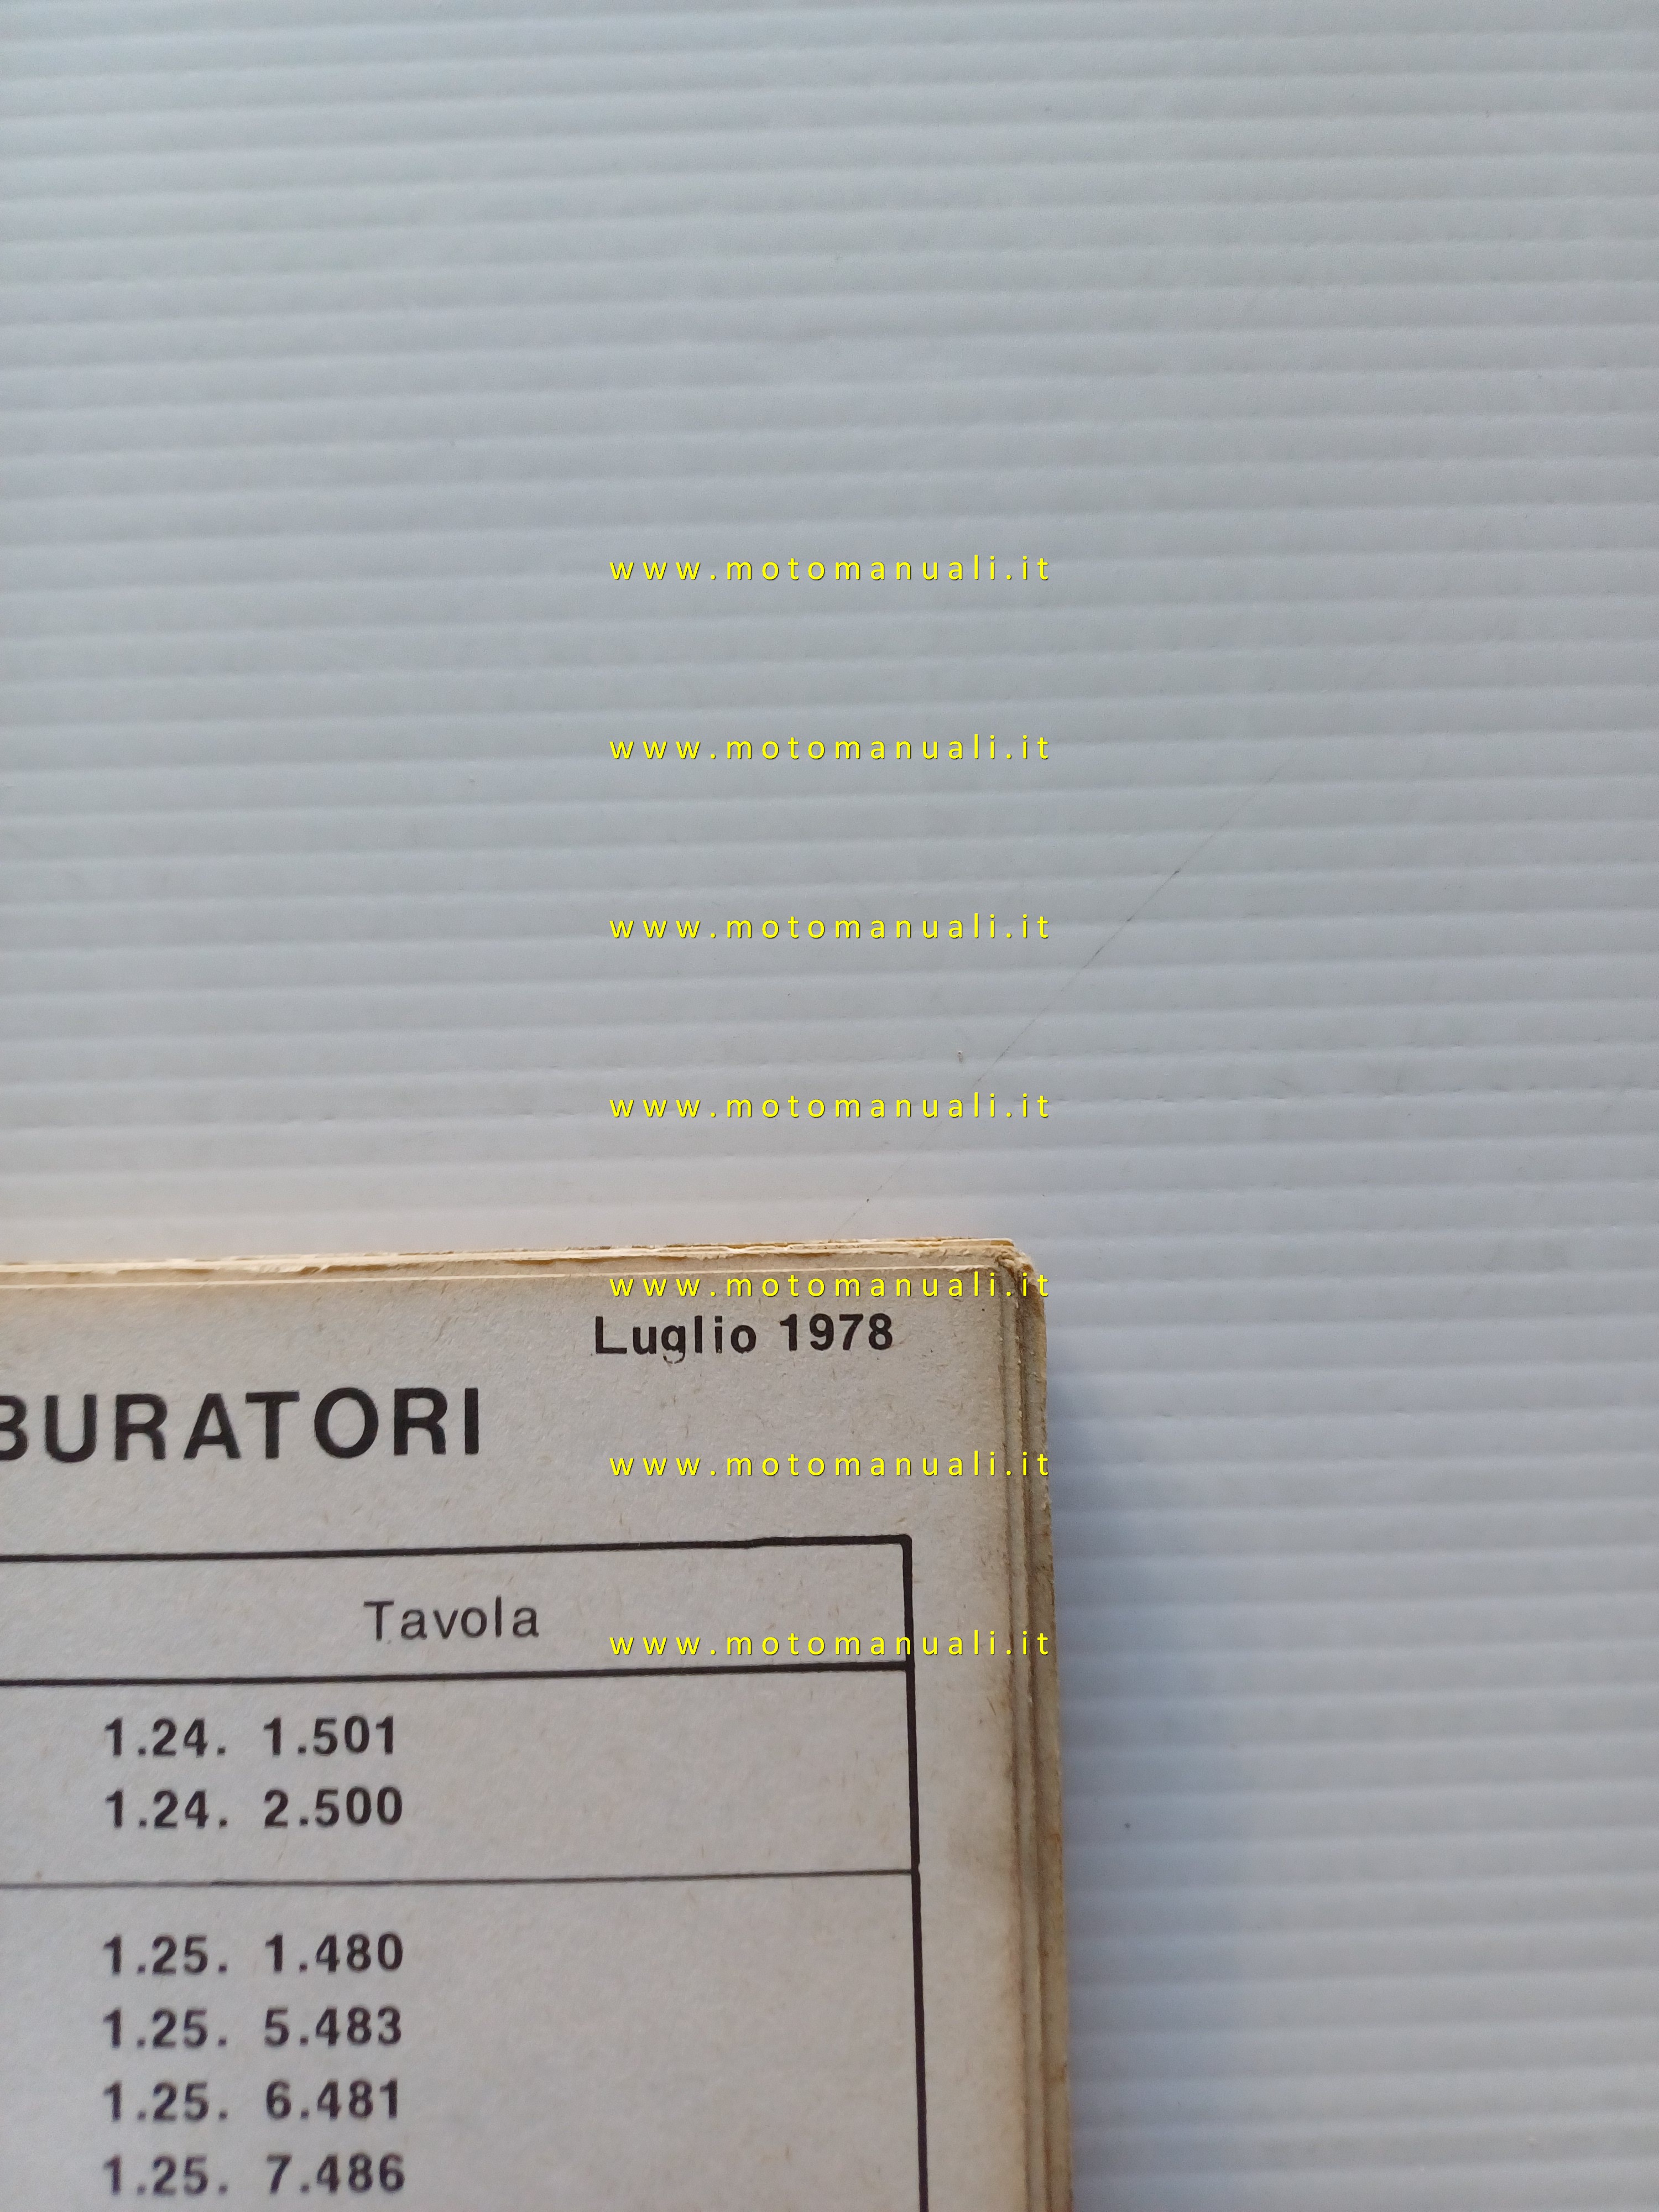 www.motomanuali.it
www.motomanuali.it
www.motomanuali.it
www.motomanuali.it
www.motomanuali.it
Luglio 1978
BURATORI
www.motomanuali.it
Tavola
www.motomanuali.it
1.24. 1.501
1.24. 2.500
1.25. 1.480
1.25. 5.483
1.25. 6.481
1.25. 7.486